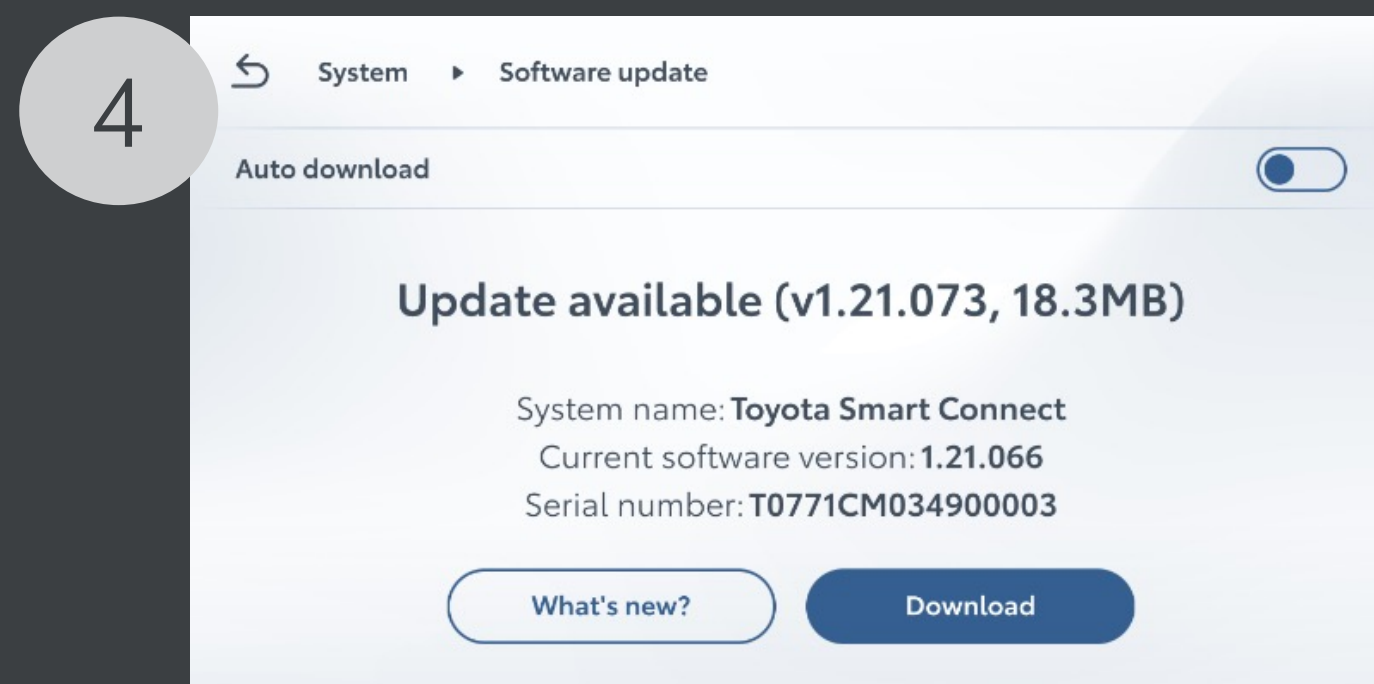 4
System ▸ Software update
Auto download
Update available (v1.21.073, 18.3MB)
System name: Toyota Smart Connect
Current software version: 1.21.066
Serial number: T0771CM034900003
What's new? Download